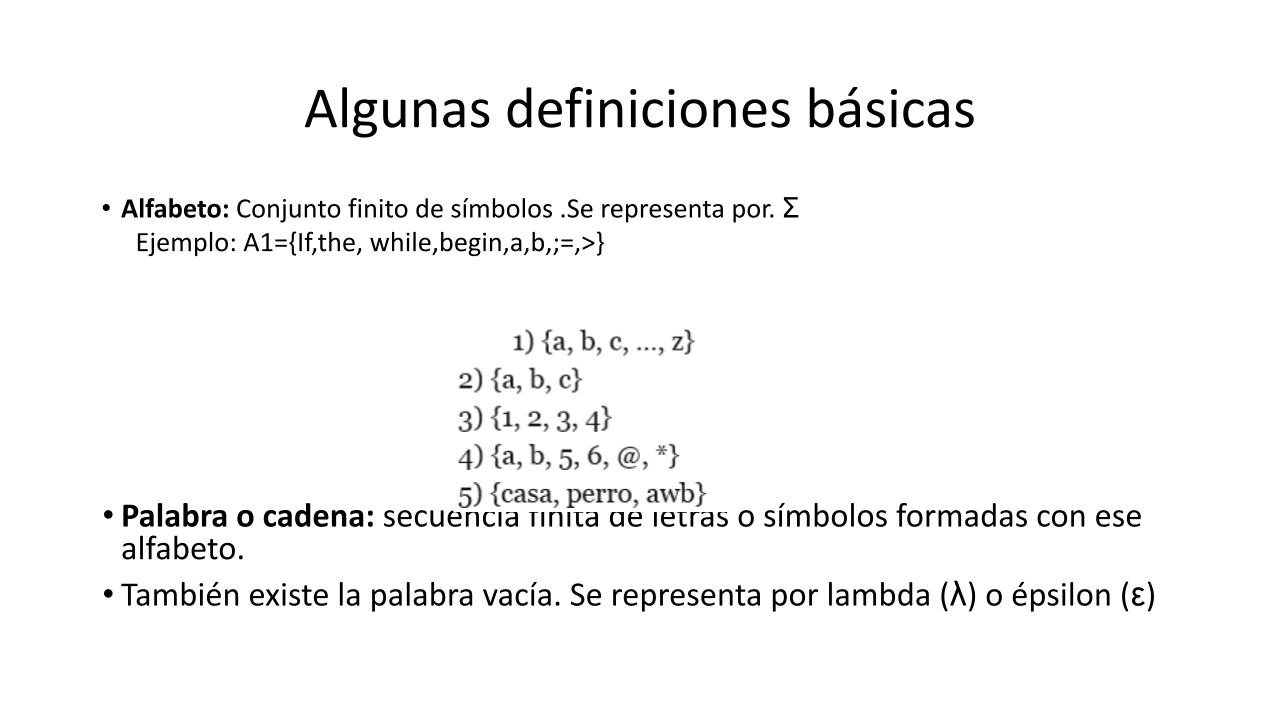 Algunas definiciones básicas
• Alfabeto: Conjunto finito de símbolos .Se representa por. Σ
Ejemplo: A1={If,the, while,begin,a,b,;=,>}
1) {a, b, c, ..., z}
2) {a, b, c}
3) {1, 2, 3, 4}
4) {a, b, 5, 6, @, *}
5) {casa, perro, awb}
• Palabra o cadena: secuencia finita de letras o símbolos formadas con ese
alfabeto.
• También existe la palabra vacía. Se representa por lambda (λ) o épsilon (ε)